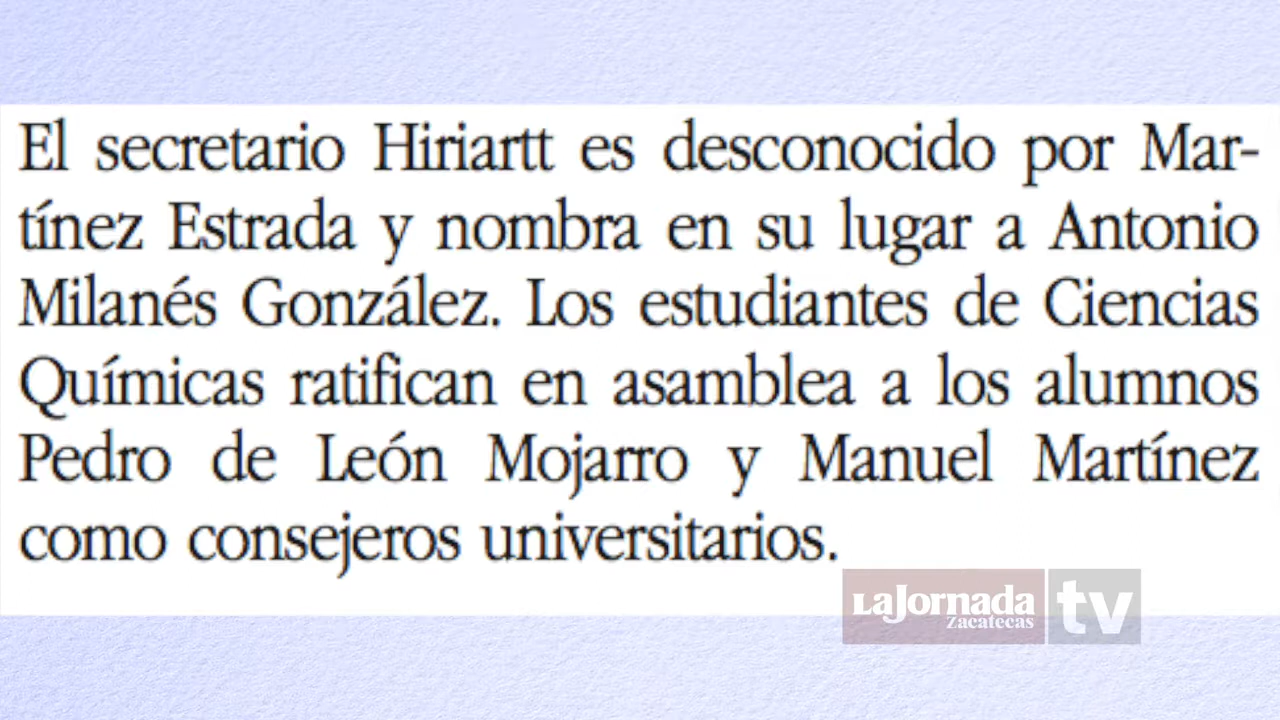 El secretario Hiriartt es desconocido por Mar-
tínez Estrada y nombra en su lugar a Antonio
Milanés González. Los estudiantes de Ciencias
Químicas ratifican en asamblea a los alumnos
Pedro de León Mojarro y Manuel Martínez
como consejeros universitarios.
LaJornada
Zacatecas
tv